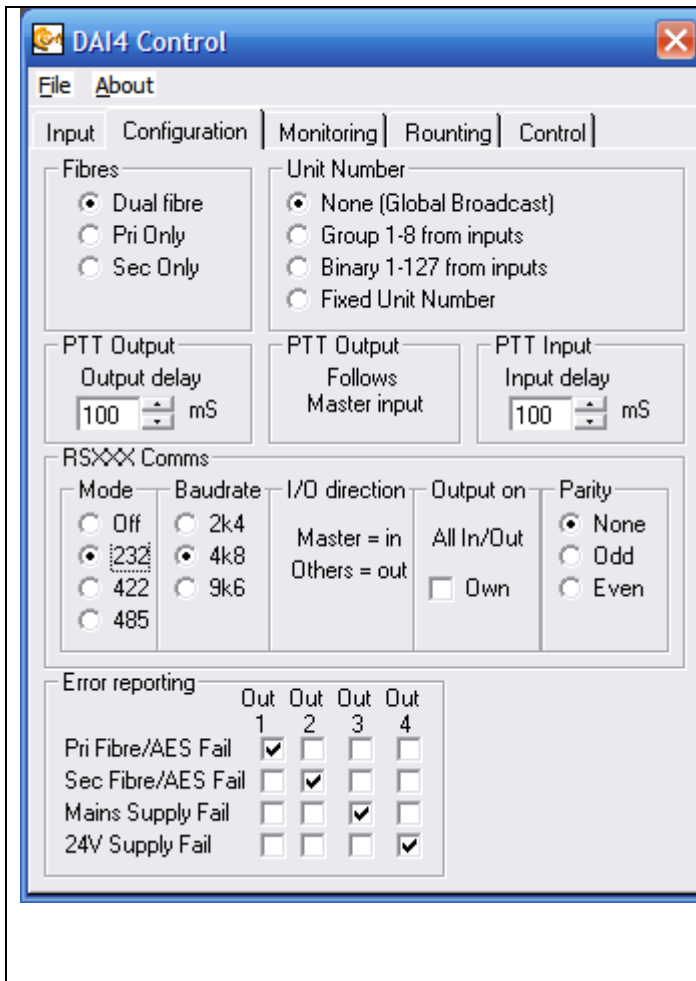 DAI4 Control
File About
Input Configuration Monitoring Rounting Control
Fibres
Dual fibre
Pri Only
Sec Only
Unit Number
None (Global Broadcast)
Group 1-8 from inputs
Binary 1-127 from inputs
Fixed Unit Number
PTT Output
Output delay
100 mS
PTT Output
Follows
Master input
PTT Input
Input delay
100 mS
RSXXX Comms
Mode
Off
232
422
485
Baudrate
2k4
4k8
9k6
I/O direction
Master = in
Others = out
Output on
All In/Out
Own
Parity
None
Odd
Even
Error reporting
Out Out Out Out
1 2 3 4
Pri Fibre/AES Fail
Sec Fibre/AES Fail
Mains Supply Fail
24V Supply Fail